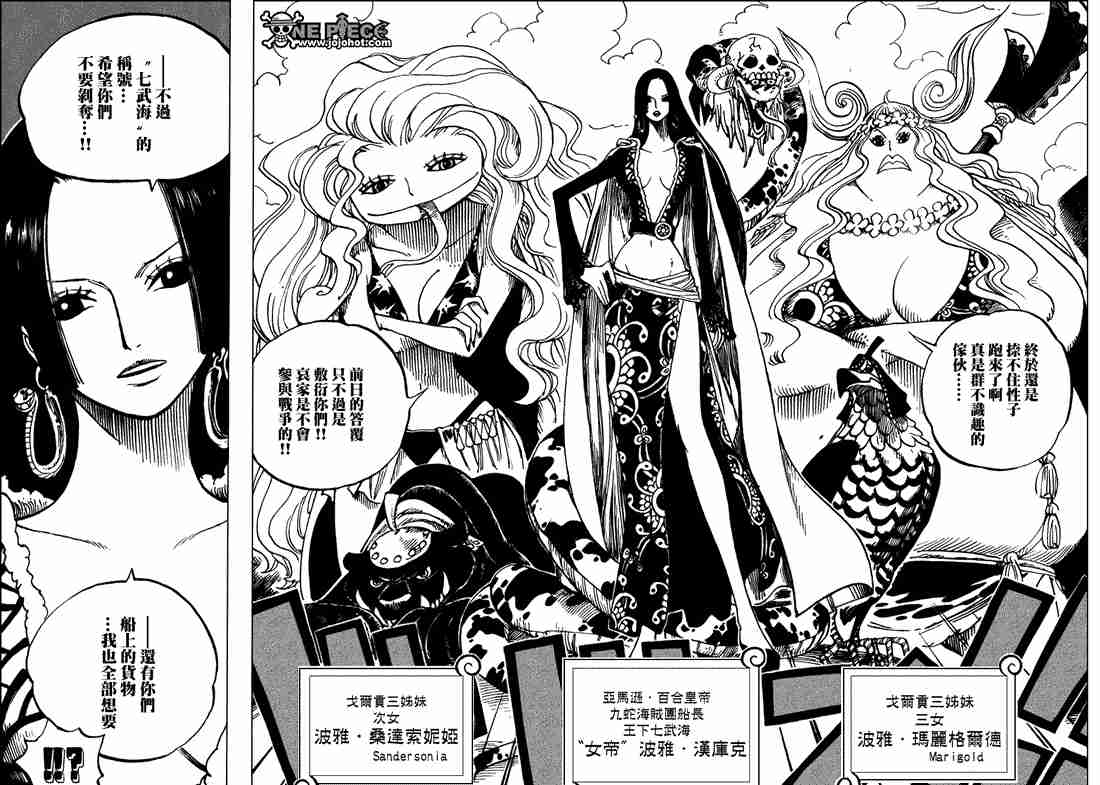 ONE PIECE
www.jojohot.com
終於還是
捺不住性子
跑來了啊
真是群不識趣的
傢伙……
前日的答覆
只不過是
敷衍你們!!
哀家是不會
參與戰爭的!!
戈爾貢三姊妹
三女
波雅・瑪麗格爾德
Marigold
亞馬遜・百合皇帝
九蛇海賊團船長
王下七武海
“女帝”波雅・漢庫克
戈爾貢三姊妹
次女
波雅・桑達索妮婭
Sandersonia
——不過
“七武海”的
稱號…
希望你們
不要剝奪…!!
——還有你們
船上的貨物
…我也全部想要
!!?